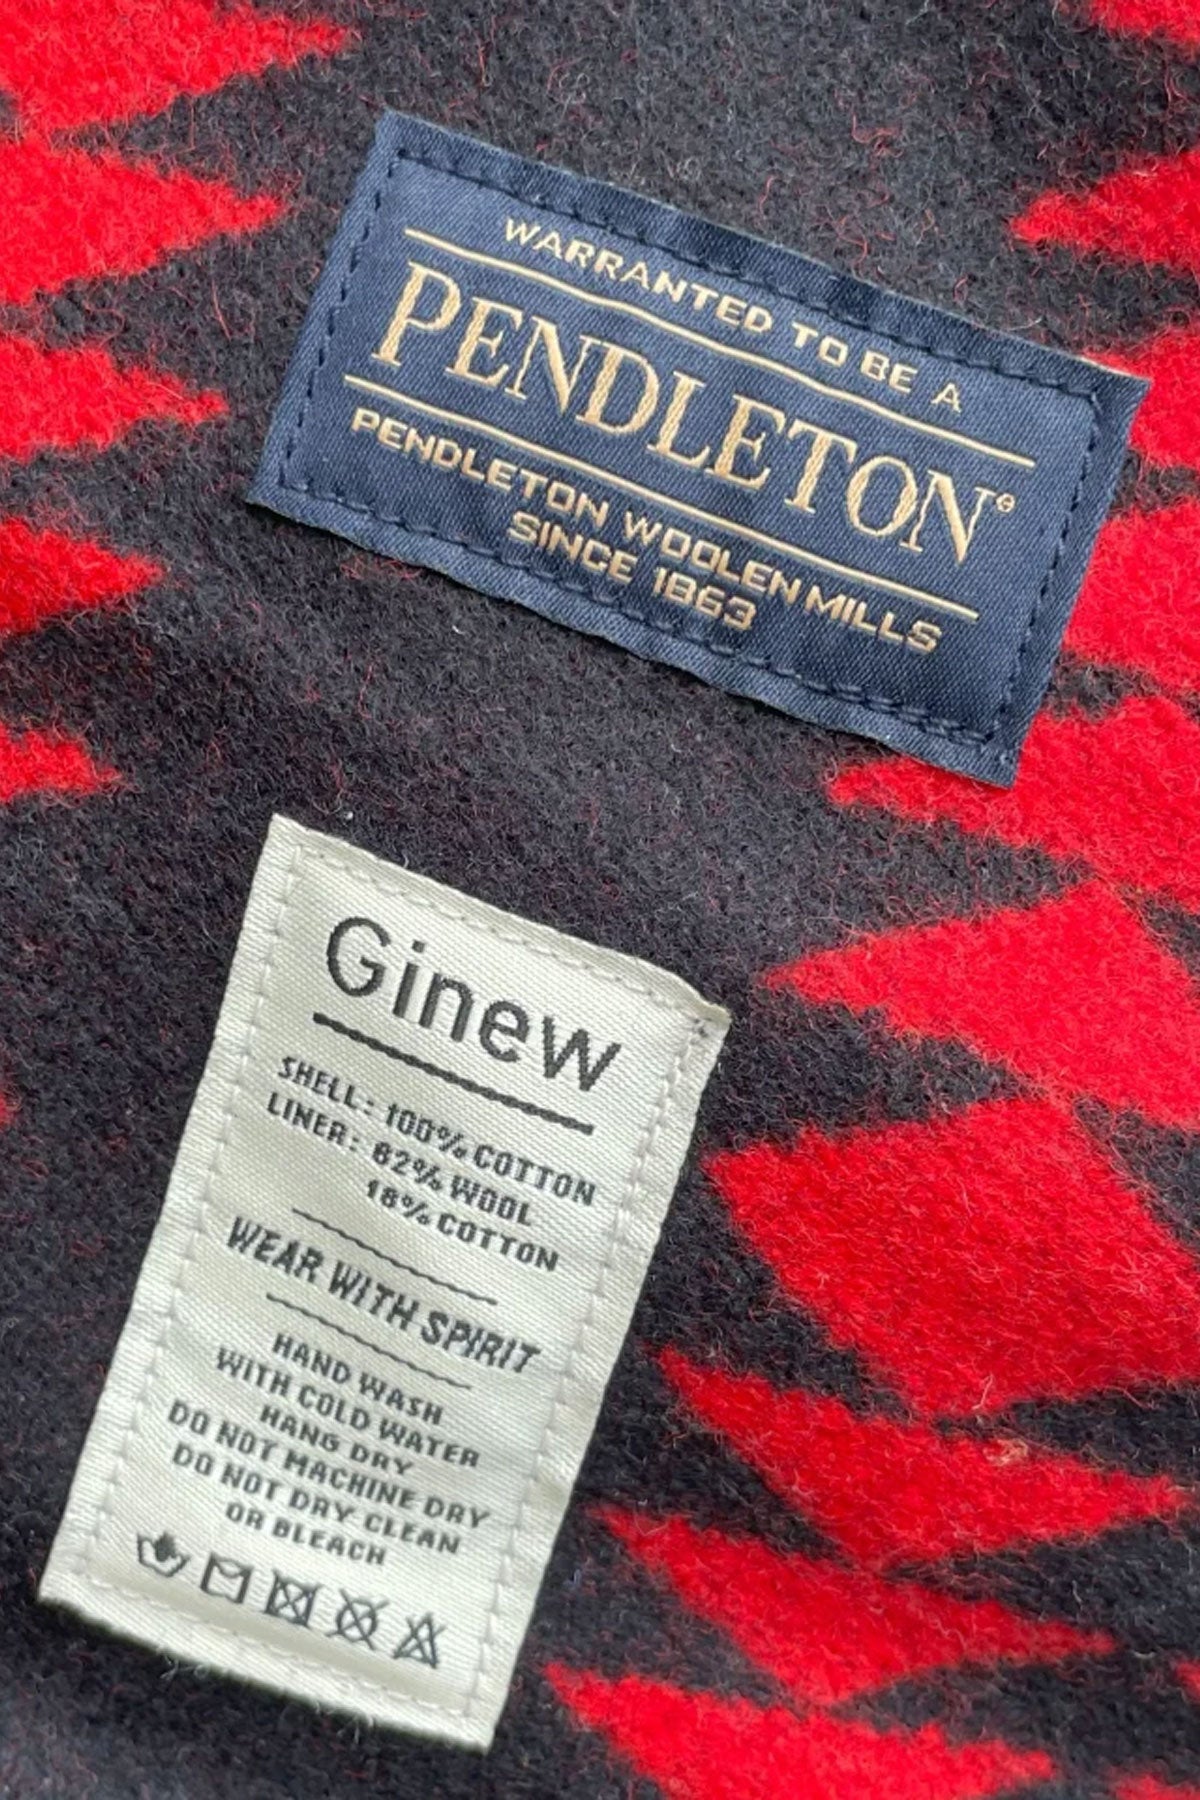 WARRANTED TO BE A
PENDLETON®
PENDLETON WOOLEN MILLS
SINCE 1863
Ginew
SHELL: 100% COTTON
LINER: 82% WOOL
18% COTTON
WEAR WITH SPIRIT
HAND WASH
WITH COLD WATER
HANG DRY
DO NOT MACHINE DRY
DO NOT DRY CLEAN
OR BLEACH